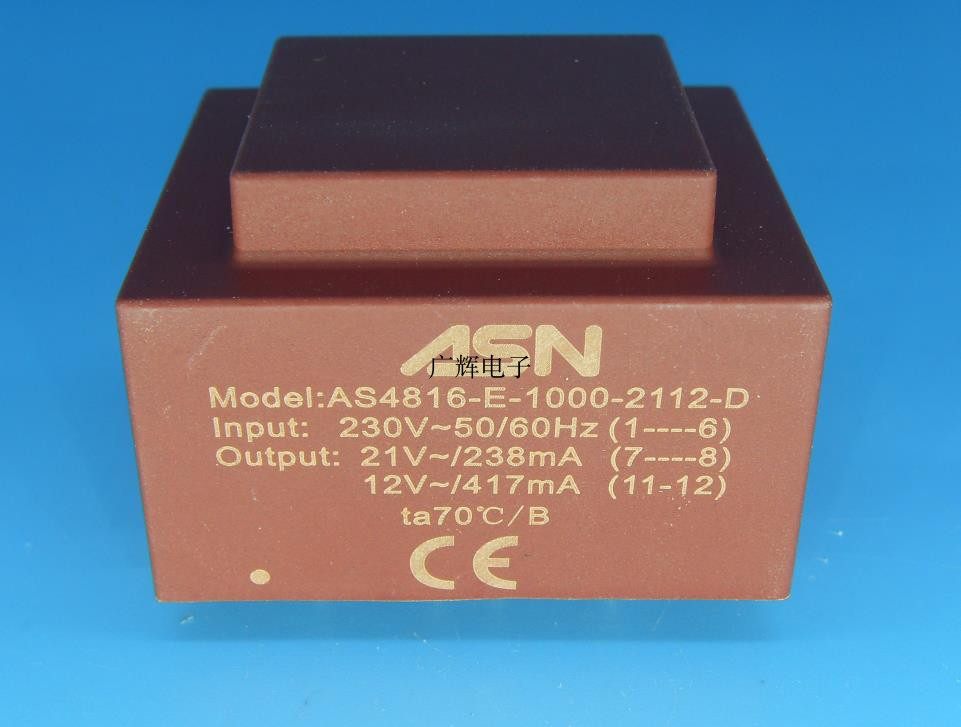 ASN
广辉电子
Model:AS4816-E-1000-2112-D
Input: 230V~50/60Hz (1----6)
Output: 21V~/238mA (7----8)
12V~/417mA (11-12)
ta70℃/B
CE